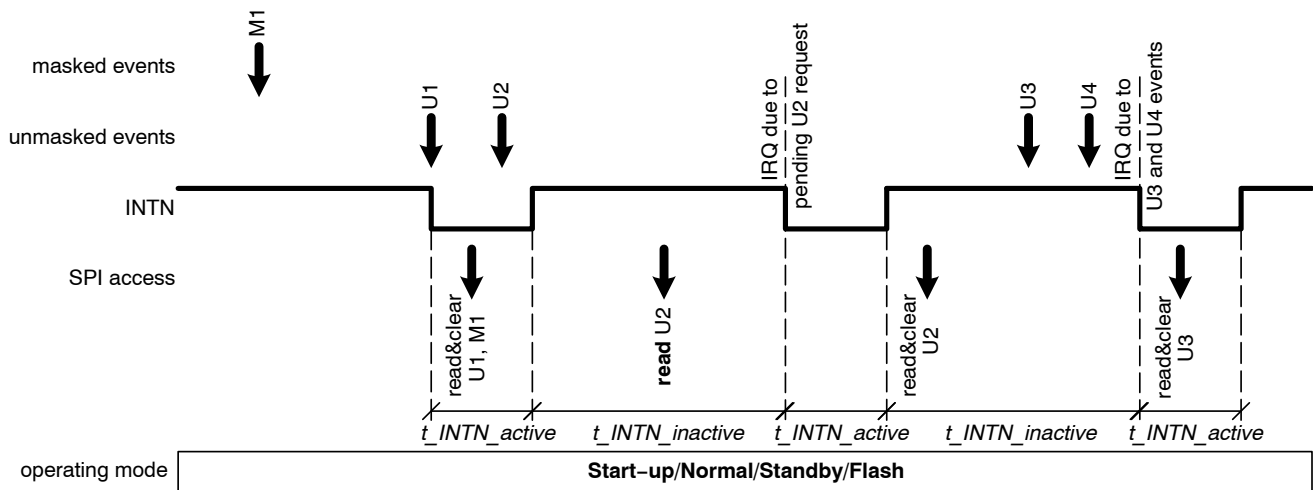 M1
masked events
U1
U2
IRQ due to
pending U2 request
U3
U4
IRQ due to
U3 and U4 events
unmasked events
INTN
SPI access
read&clear
U1, M1
read U2
read&clear
U2
read&clear
U3
t_INTN_active
t_INTN_inactive
t_INTN_active
t_INTN_inactive
t_INTN_active
operating mode
Start−up/Normal/Standby/Flash